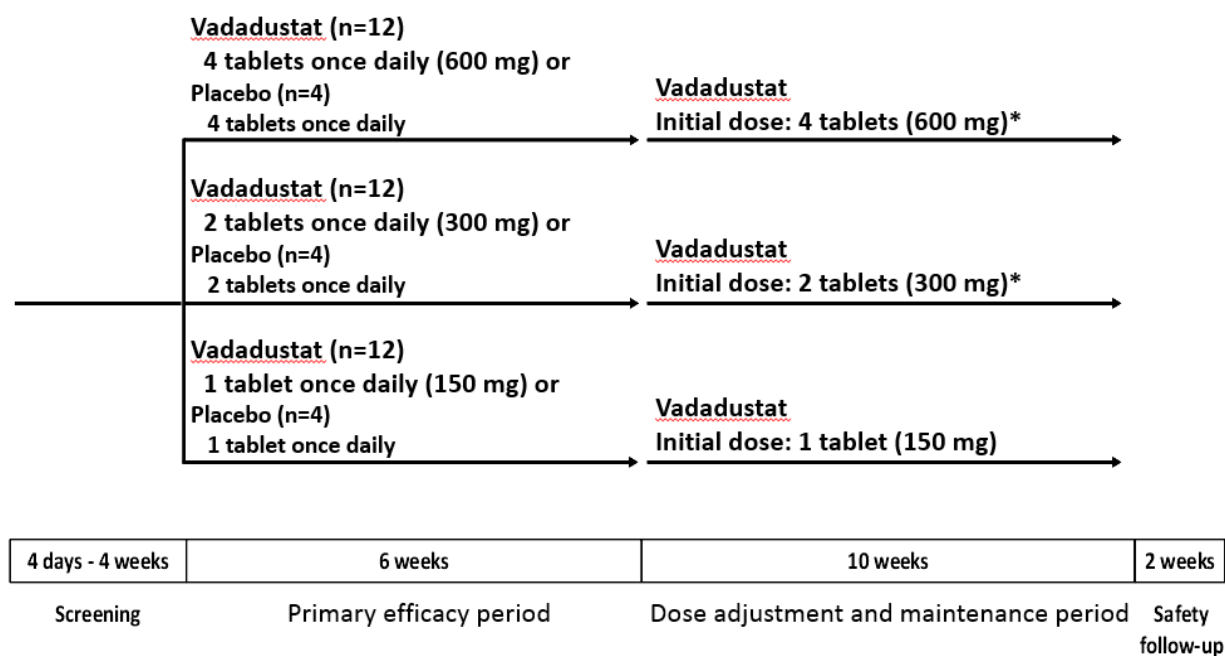 Vadadustat (n=12)
4 tablets once daily (600 mg) or
Placebo (n=4)
4 tablets once daily
Vadadustat
Initial dose: 4 tablets (600 mg)*
Vadadustat (n=12)
2 tablets once daily (300 mg) or
Placebo (n=4)
2 tablets once daily
Vadadustat
Initial dose: 2 tablets (300 mg)*
Vadadustat (n=12)
1 tablet once daily (150 mg) or
Placebo (n=4)
1 tablet once daily
Vadadustat
Initial dose: 1 tablet (150 mg)
4 days - 4 weeks
6 weeks
10 weeks
2 weeks
Screening
Primary efficacy period
Dose adjustment and maintenance period
Safety
follow-up